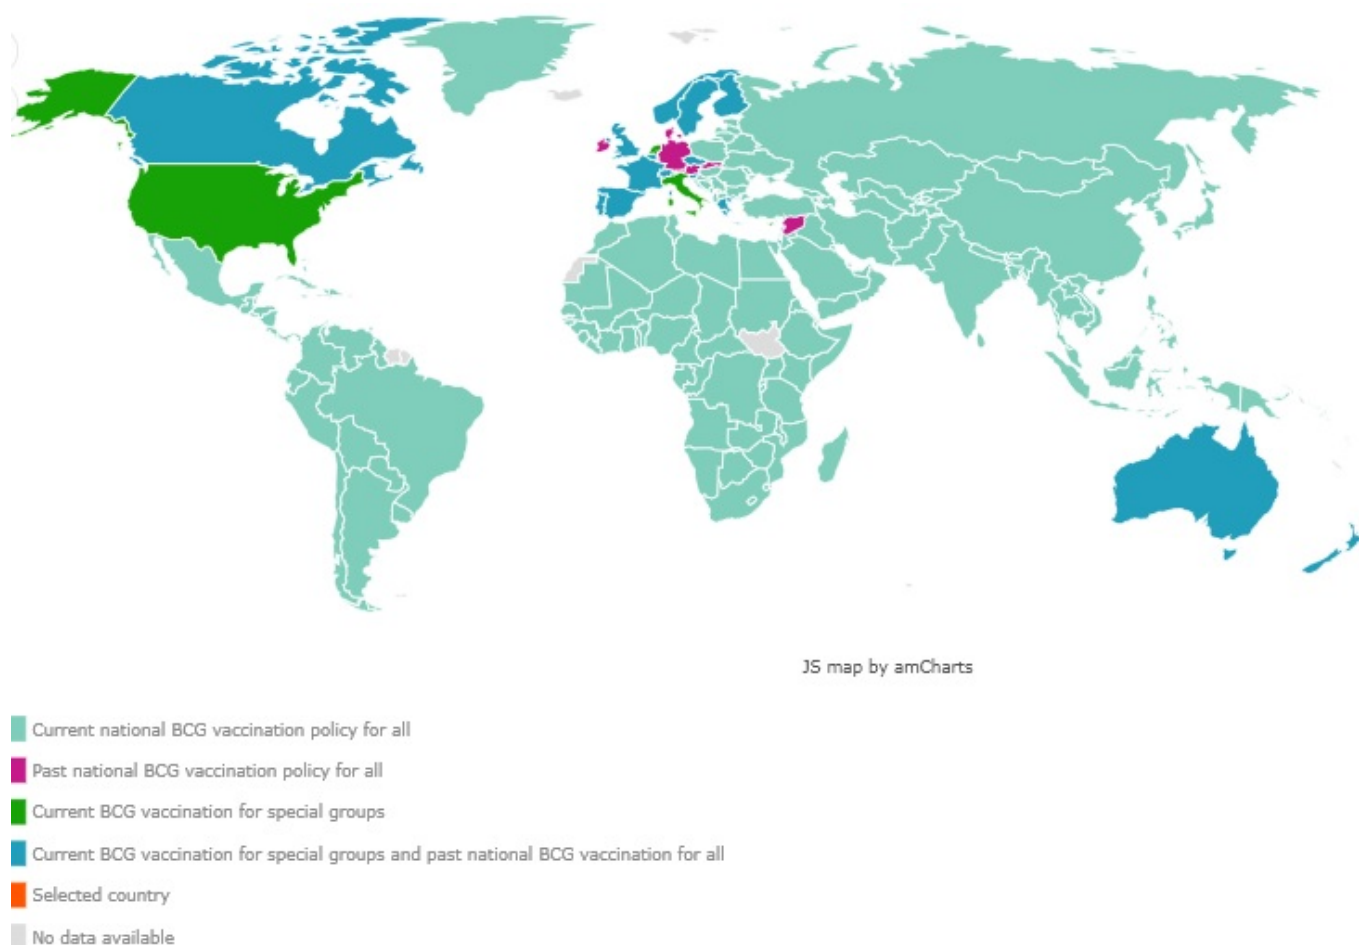 JS map by amCharts
Current national BCG vaccination policy for all
Past national BCG vaccination policy for all
Current BCG vaccination for special groups
Current BCG vaccination for special groups and past national BCG vaccination for all
Selected country
No data available